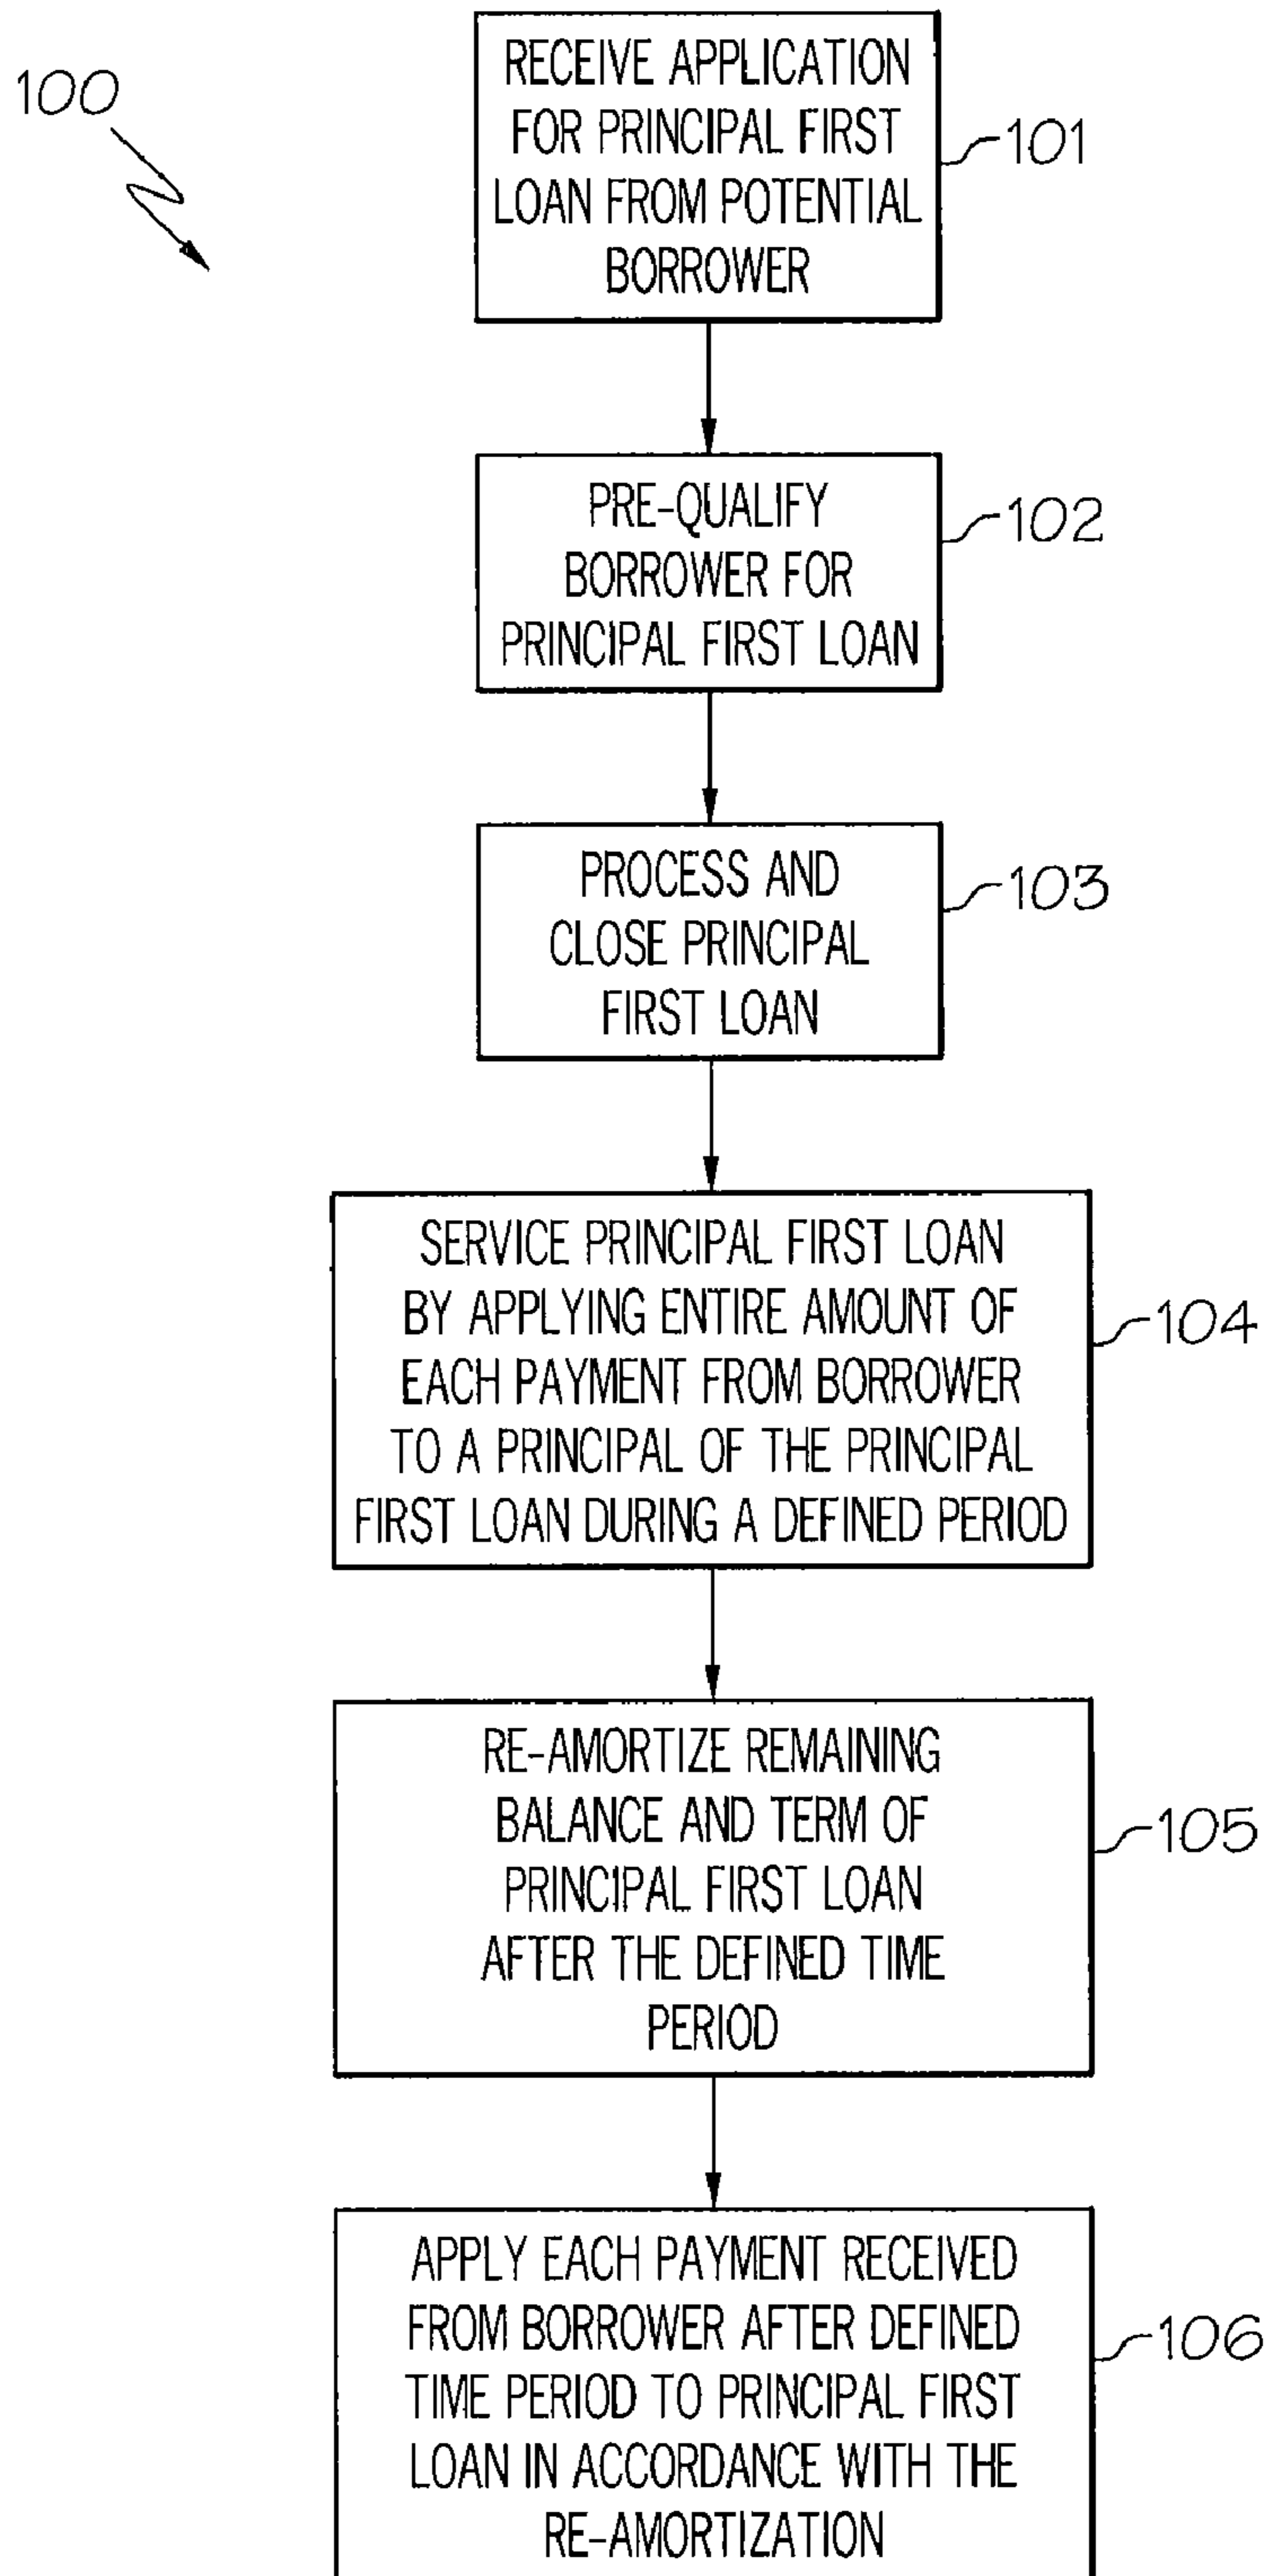 100
RECEIVE APPLICATION
FOR PRINCIPAL FIRST
LOAN FROM POTENTIAL
BORROWER
101
PRE-QUALIFY
BORROWER FOR
PRINCIPAL FIRST LOAN
102
PROCESS AND
CLOSE PRINCIPAL
FIRST LOAN
103
SERVICE PRINCIPAL FIRST LOAN
BY APPLYING ENTIRE AMOUNT OF
EACH PAYMENT FROM BORROWER
TO A PRINCIPAL OF THE PRINCIPAL
FIRST LOAN DURING A DEFINED PERIOD
104
RE-AMORTIZE REMAINING
BALANCE AND TERM OF
PRINCIPAL FIRST LOAN
AFTER THE DEFINED TIME
PERIOD
105
APPLY EACH PAYMENT RECEIVED
FROM BORROWER AFTER DEFINED
TIME PERIOD TO PRINCIPAL FIRST
LOAN IN ACCORDANCE WITH THE
RE-AMORTIZATION
106